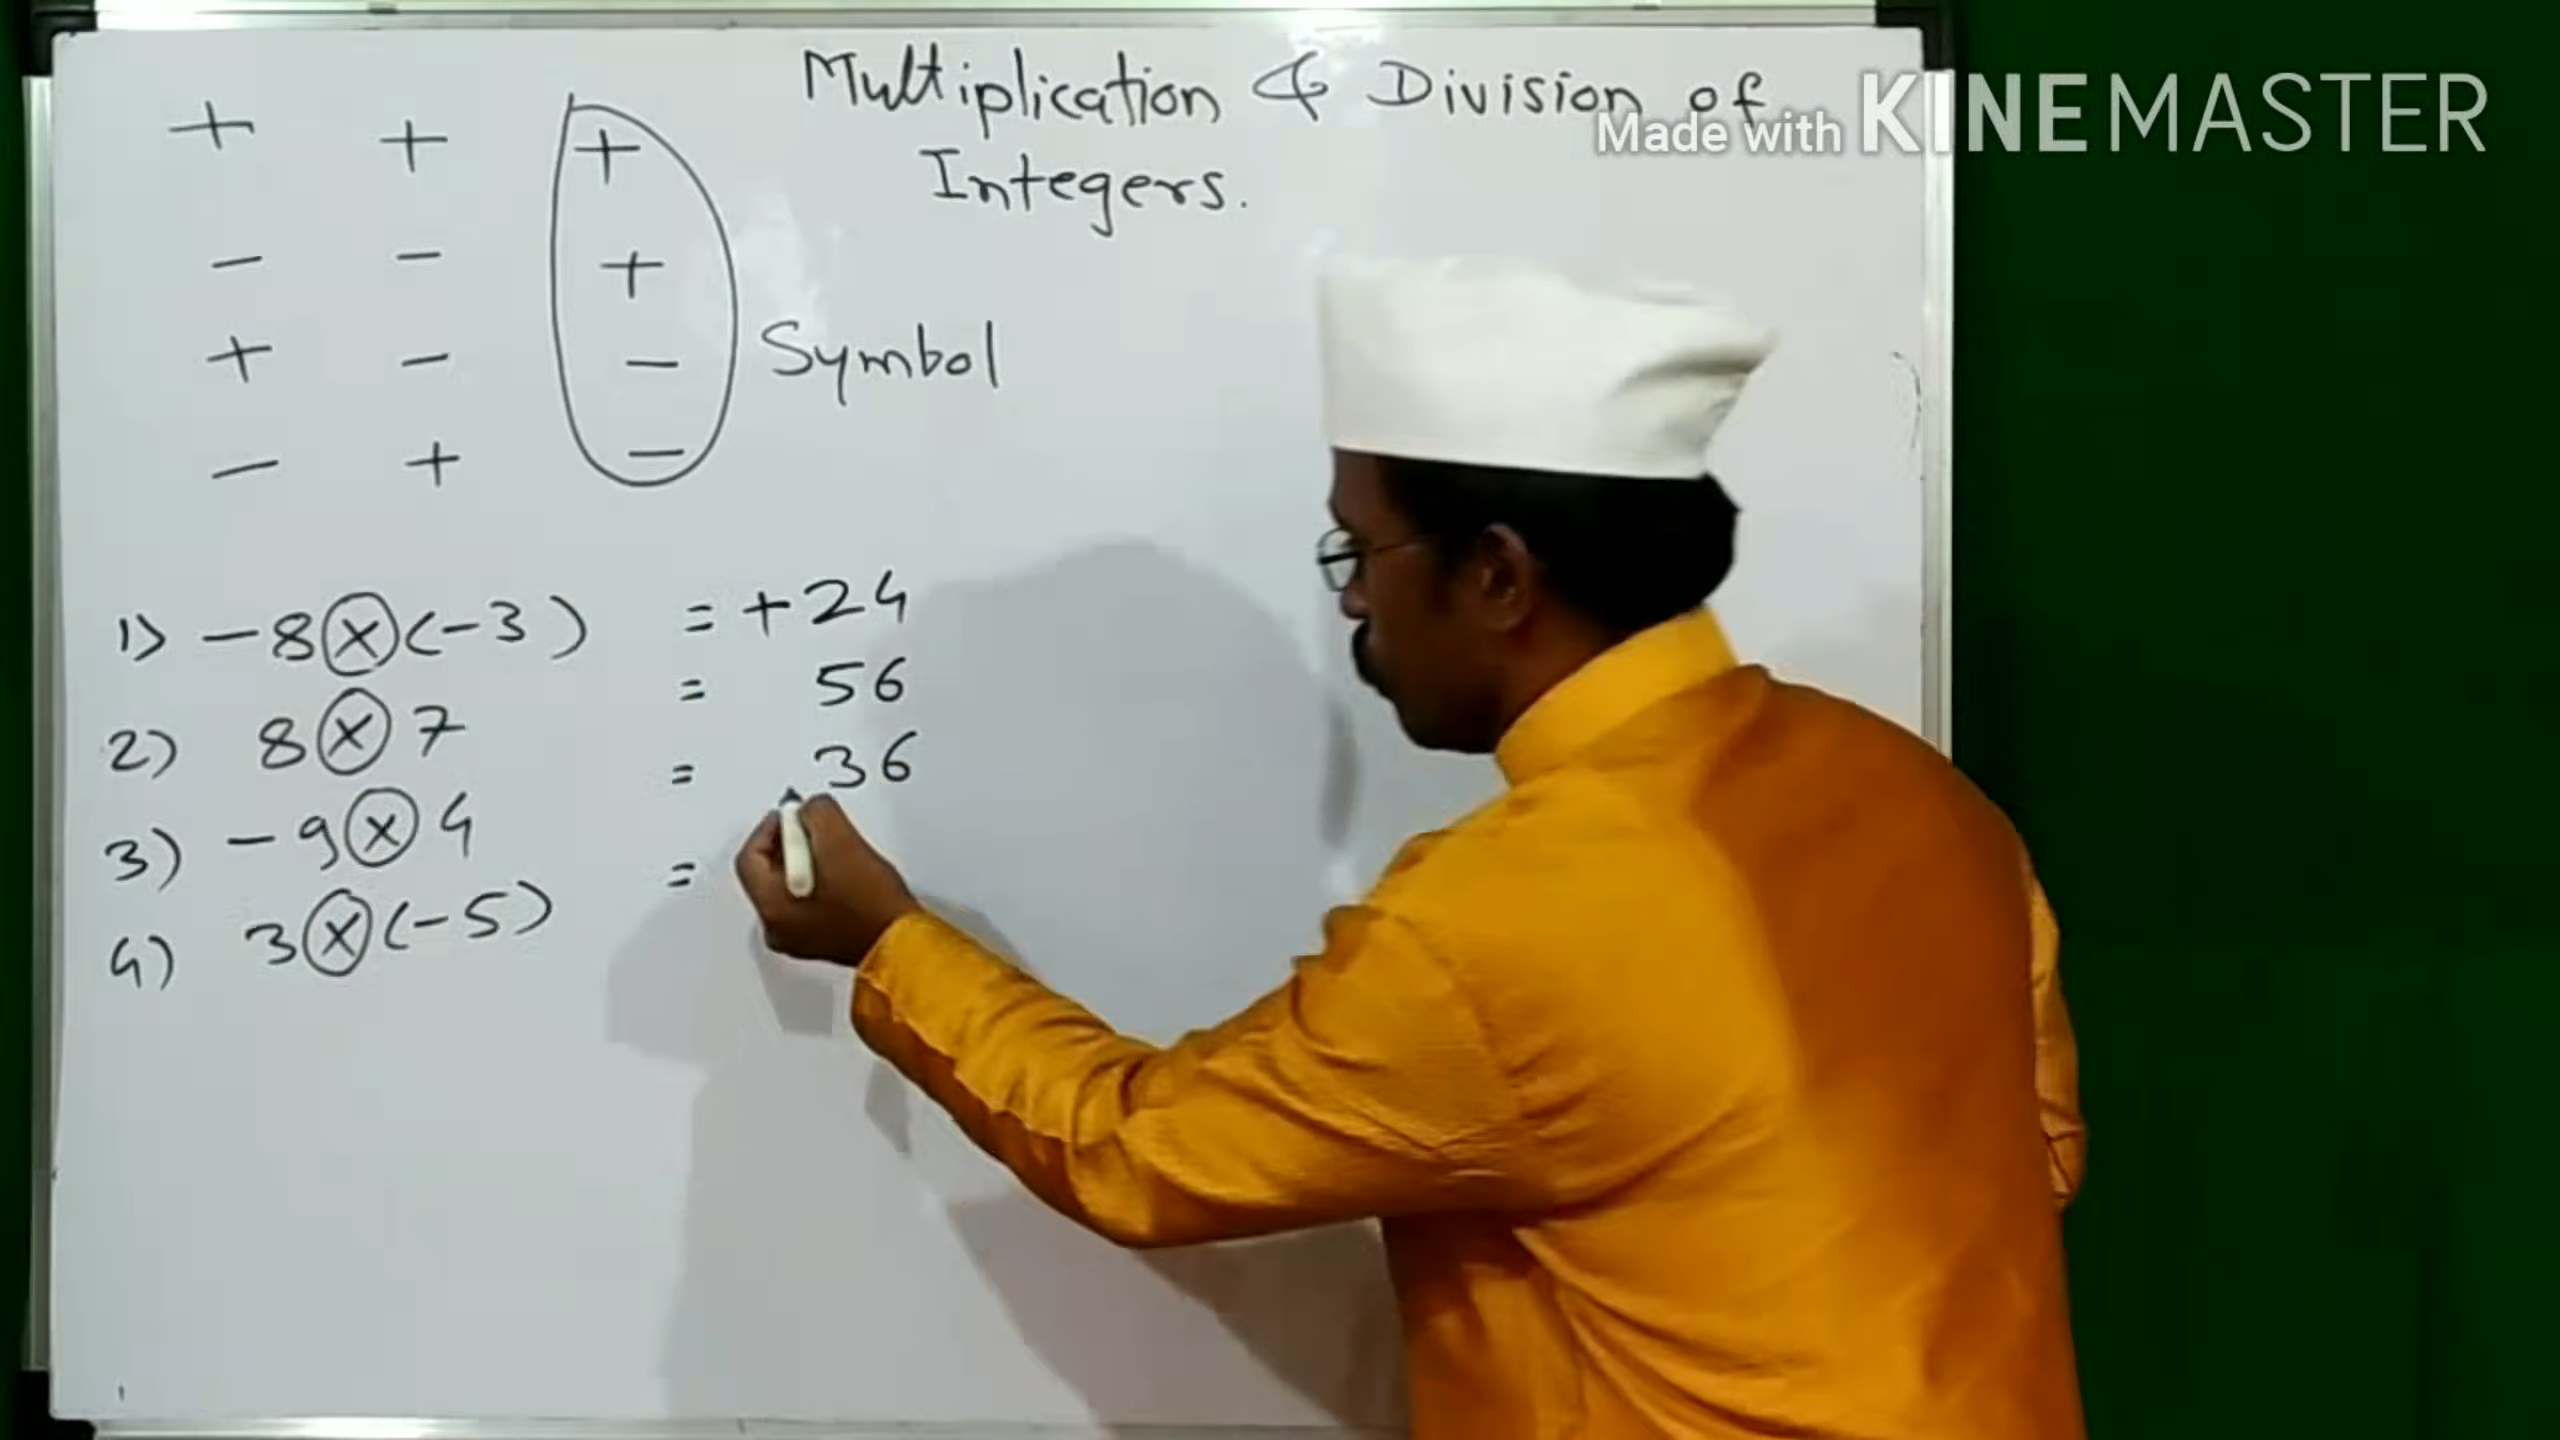 Multiplication & Division of
Integers.
Made with KINEMASTER
+ + +
- - +
+ - - Symbol
- + -
1) -8×(-3) = +24
2) 8×7 = 56
3) -9×4 = 36
4) 3×(-5) =